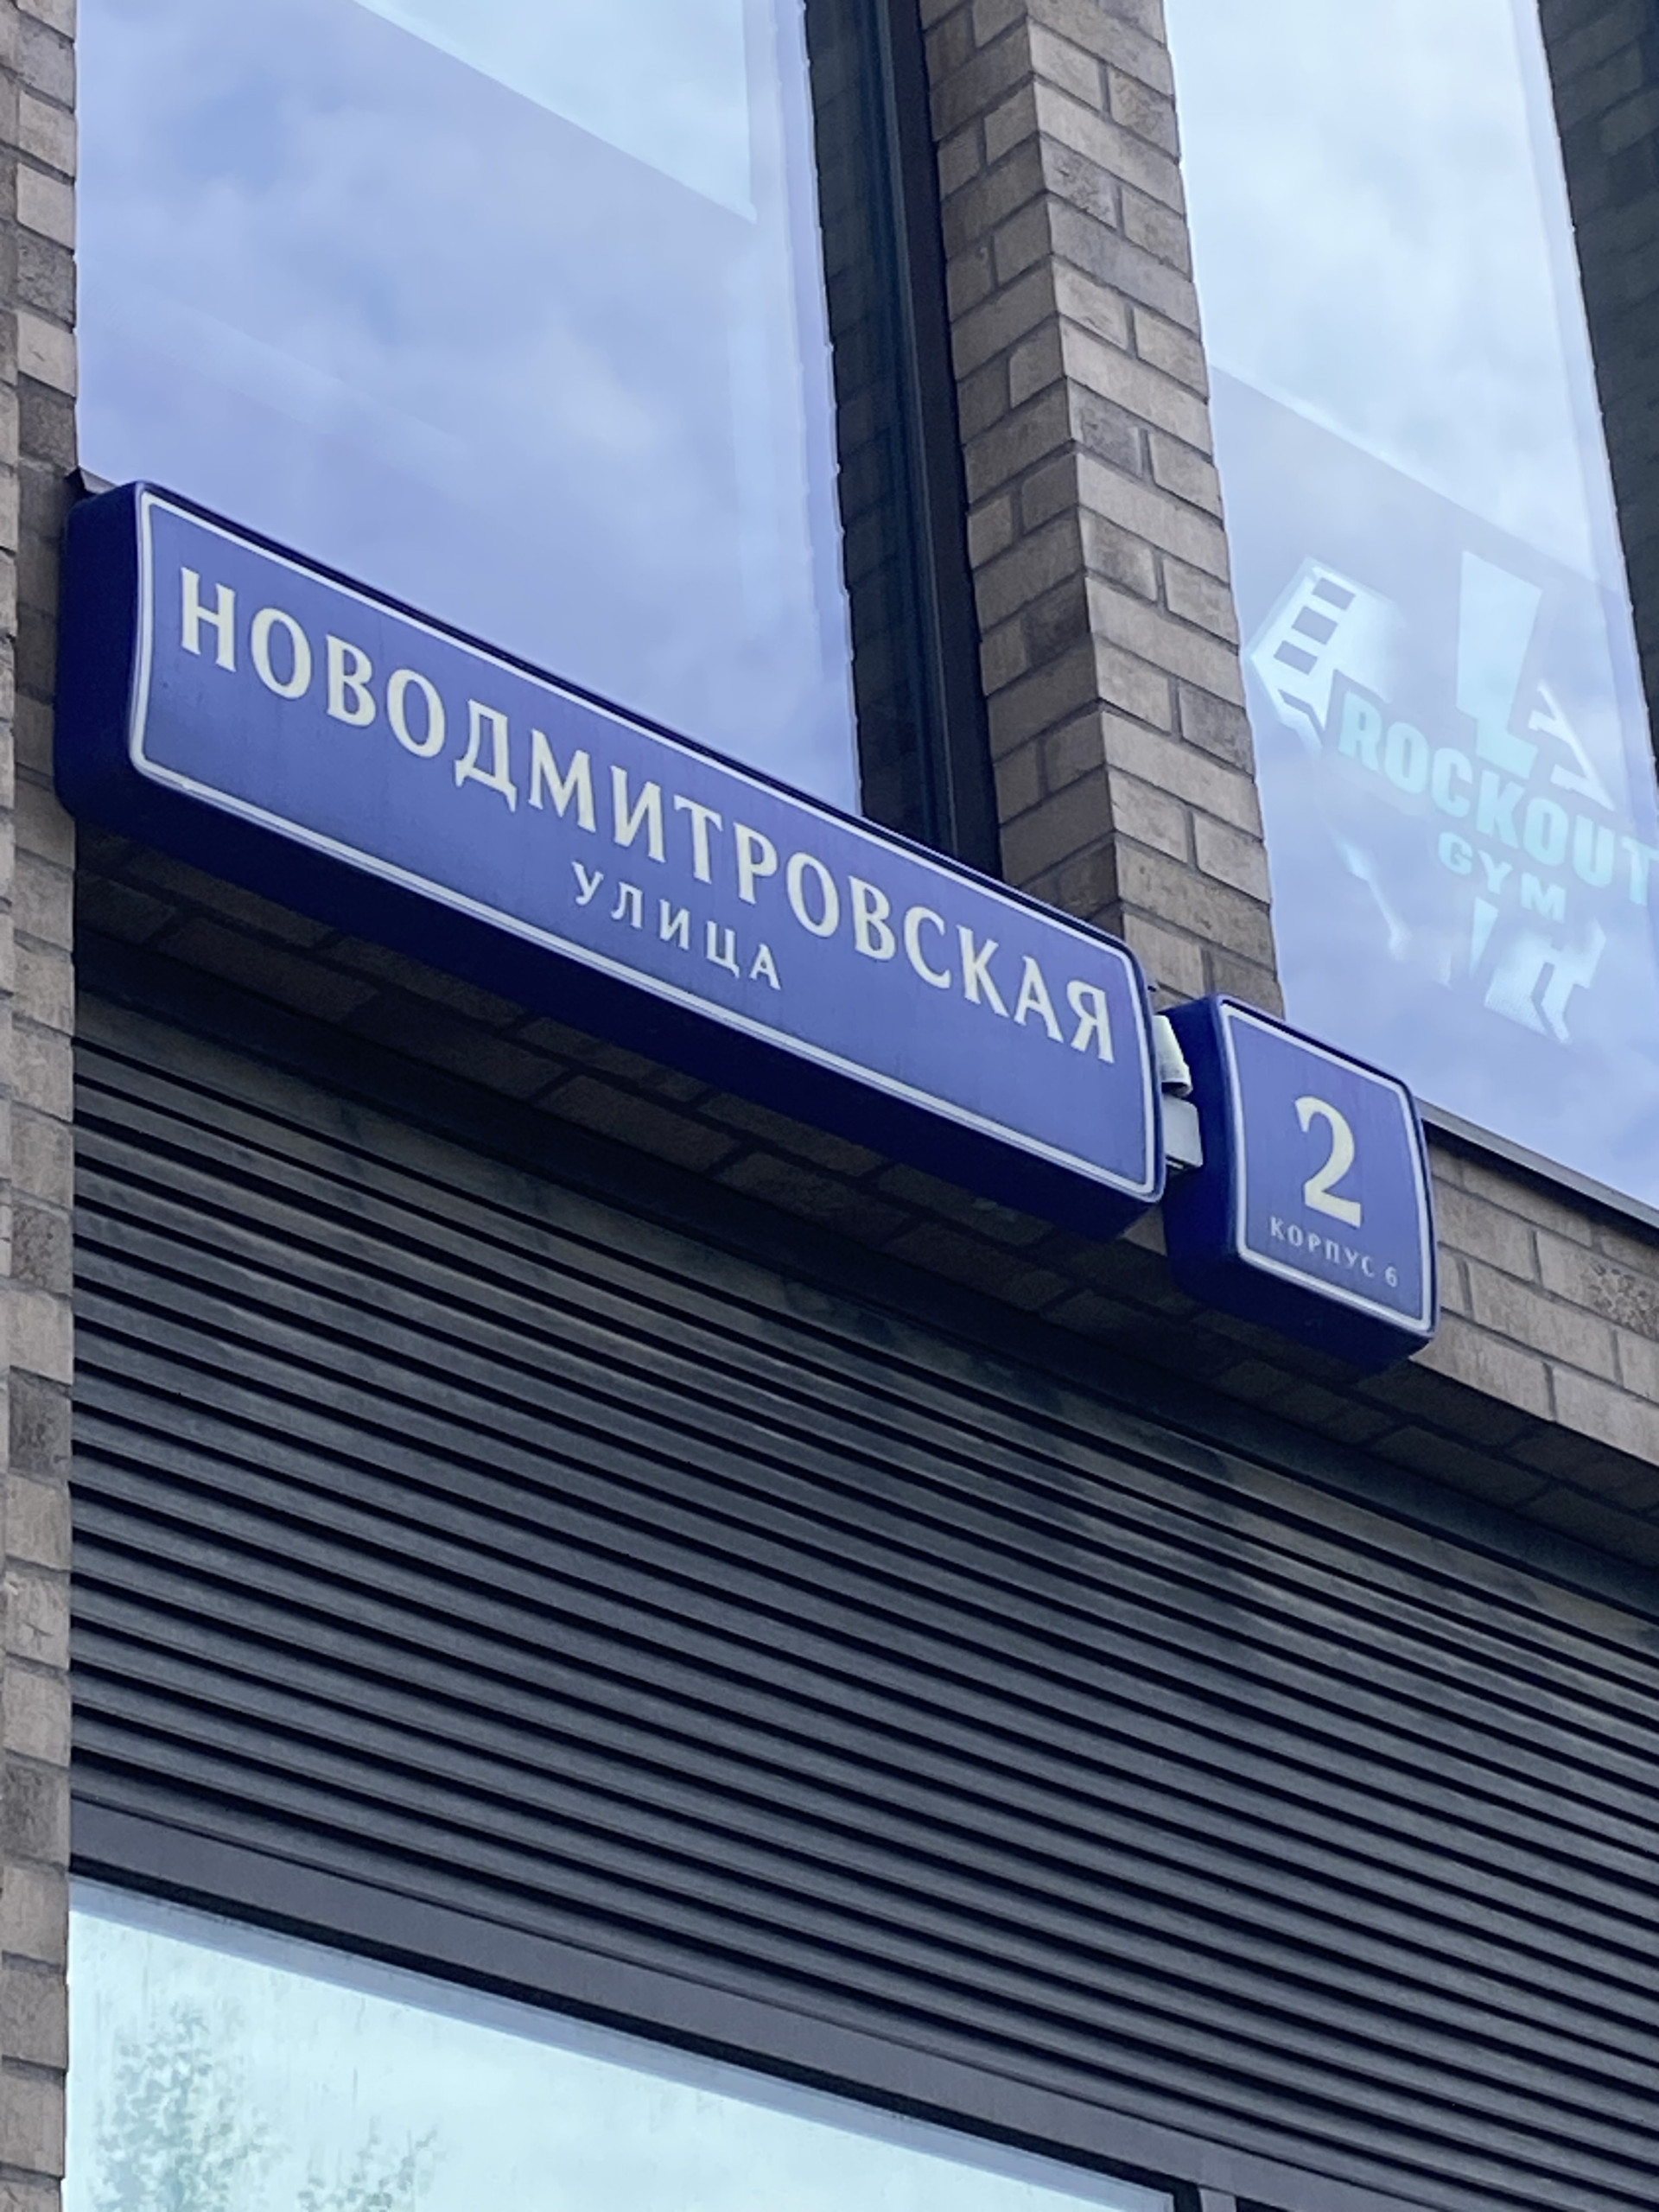 НОВОДМИТРОВСКАЯ
УЛИЦА
2
КОРПУС 6
ROCKOUT
GYM